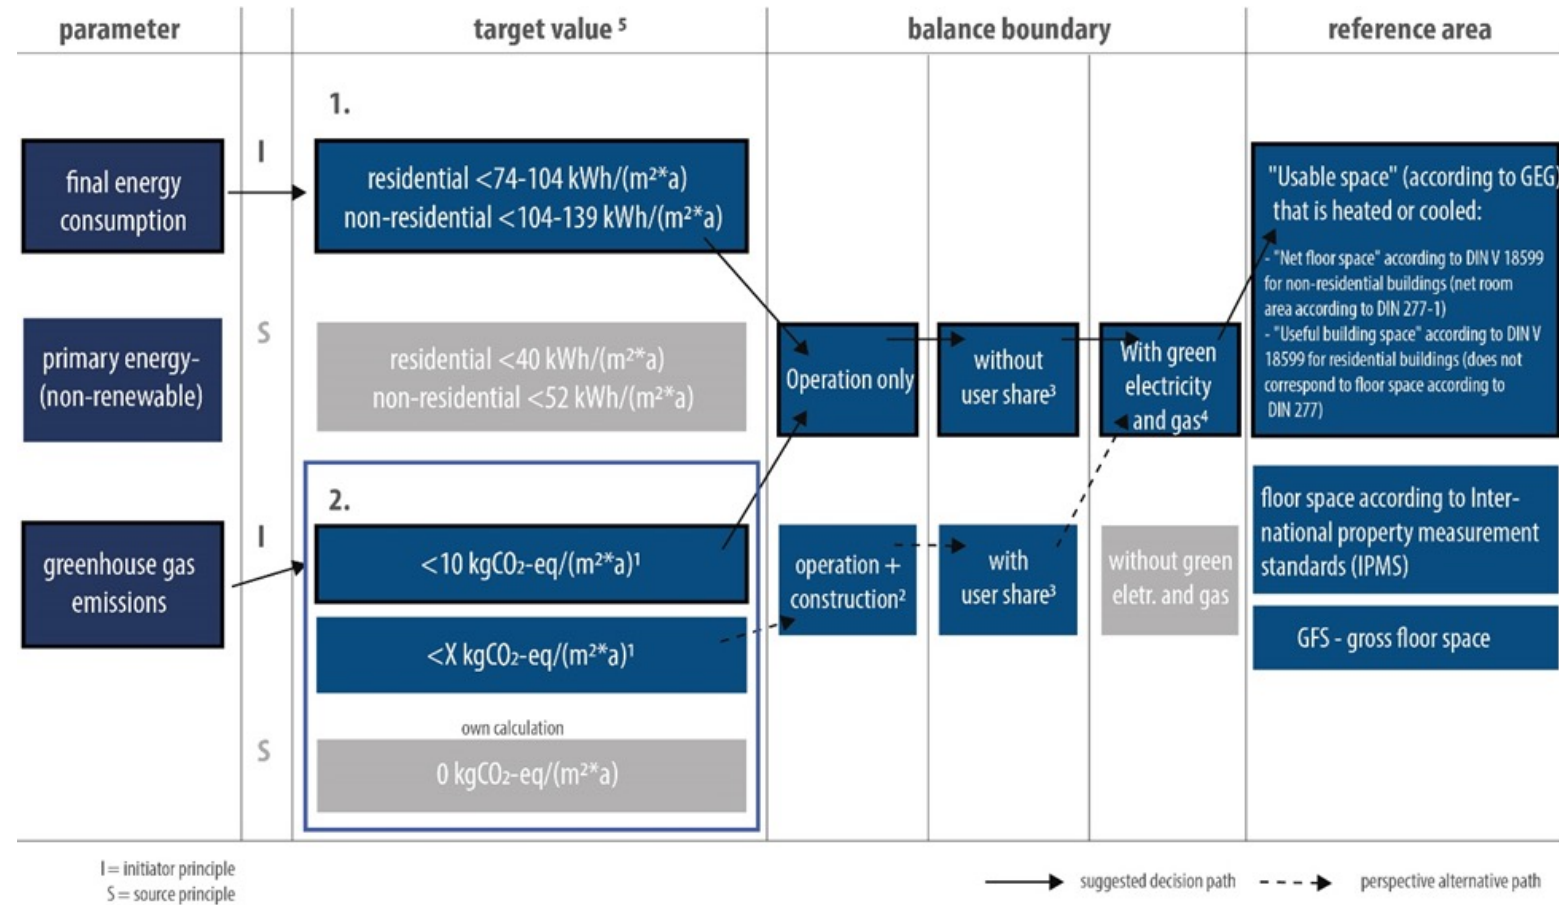 parameter
target value ⁵
balance boundary
reference area
1.
final energy
consumption
I
residential <74-104 kWh/(m²*a)
non-residential <104-139 kWh/(m²*a)
"Usable space" (according to GEG)
that is heated or cooled:
- "Net floor space" according to DIN V 18599
for non-residential buildings (net room
area according to DIN 277-1)
- "Useful building space" according to DIN V
18599 for residential buildings (does not
correspond to floor space according to
DIN 277)
primary energy-
(non-renewable)
S
residential <40 kWh/(m²*a)
non-residential <52 kWh/(m²*a)
Operation only
without
user share³
With green
electricity
and gas⁴
2.
greenhouse gas
emissions
I
<10 kgCO₂-eq/(m²*a)¹
<X kgCO₂-eq/(m²*a)¹
operation +
construction²
with
user share³
without green
eletr. and gas
floor space according to Inter-
national property measurement
standards (IPMS)
GFS - gross floor space
S
own calculation
0 kgCO₂-eq/(m²*a)
I = initiator principle
S = source principle
suggested decision path
perspective alternative path